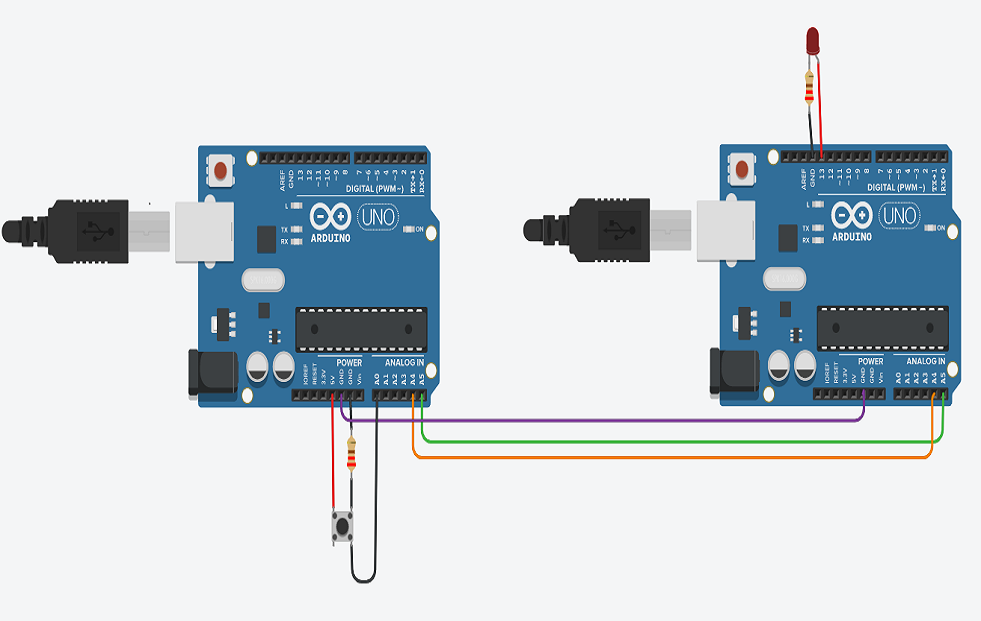 AREF
GND
13
12
~11
~10
~9
8
7
~6
~5
4
~3
2
TX→1
RX←0
DIGITAL (PWM~)
L
TX
RX
ARDUINO
UNO
ON
POWER
ANALOG IN
IOREF
RESET
3.3V
5V
GND
GND
Vin
A0
A1
A2
A3
A4
A5
AREF
GND
13
12
~11
~10
~9
8
7
~6
~5
4
~3
2
TX→1
RX←0
DIGITAL (PWM~)
L
TX
RX
ARDUINO
UNO
ON
POWER
ANALOG IN
IOREF
RESET
3.3V
5V
GND
GND
Vin
A0
A1
A2
A3
A4
A5